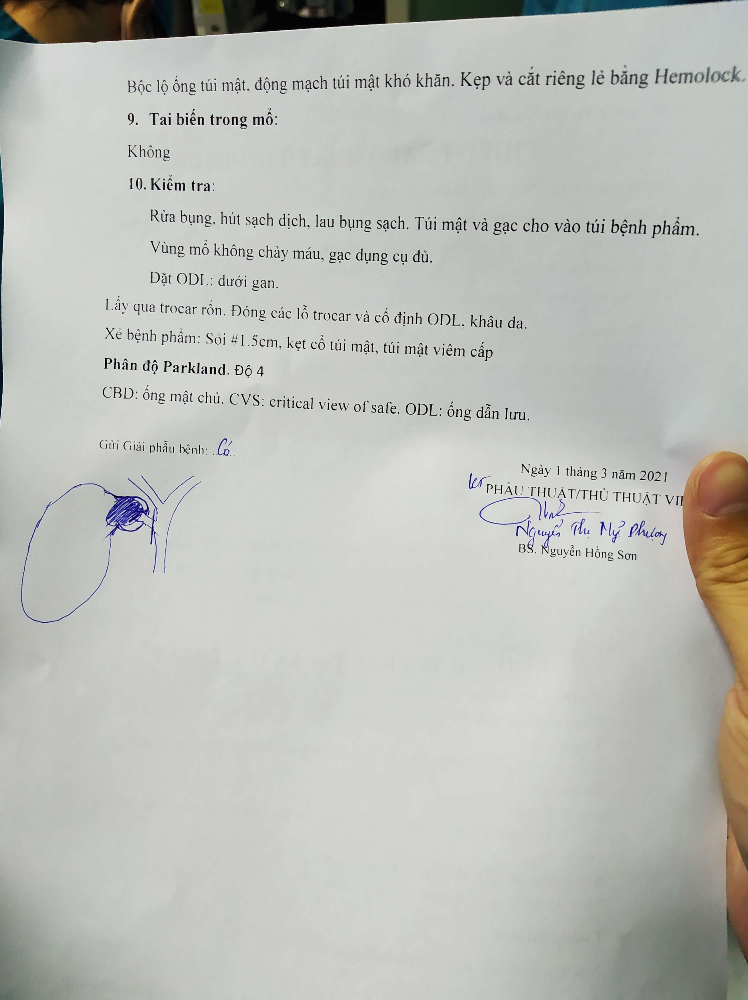 Bộc lộ ống túi mật, động mạch túi mật khó khăn. Kẹp và cắt riêng lẻ bằng Hemolock.
9. Tai biến trong mổ:
Không
10. Kiểm tra:
Rửa bụng, hút sạch dịch, lau bụng sạch. Túi mật và gạc cho vào túi bệnh phẩm.
Vùng mổ không chảy máu, gạc dụng cụ đủ.
Đặt ODL: dưới gan.
Lấy qua trocar rốn. Đóng các lỗ trocar và cố định ODL, khâu da.
Xẻ bệnh phẩm: Sỏi #1.5cm, kẹt cổ túi mật, túi mật viêm cấp
Phân độ Parkland. Độ 4
CBD: ống mật chủ. CVS: critical view of safe. ODL: ống dẫn lưu.
Gửi Giải phẫu bệnh: ..Có..
Ngày 1 tháng 3 năm 2021
PHẪU THUẬT/THỦ THUẬT
Nguyễn Thị Mỹ Phượng
BS. Nguyễn Hồng Sơn